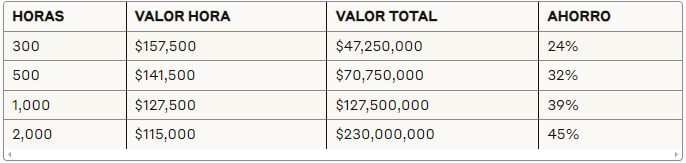 HORAS VALOR HORA VALOR TOTAL AHORRO
300 $157,500 $47,250,000 24%
500 $141,500 $70,750,000 32%
1,000 $127,500 $127,500,000 39%
2,000 $115,000 $230,000,000 45%